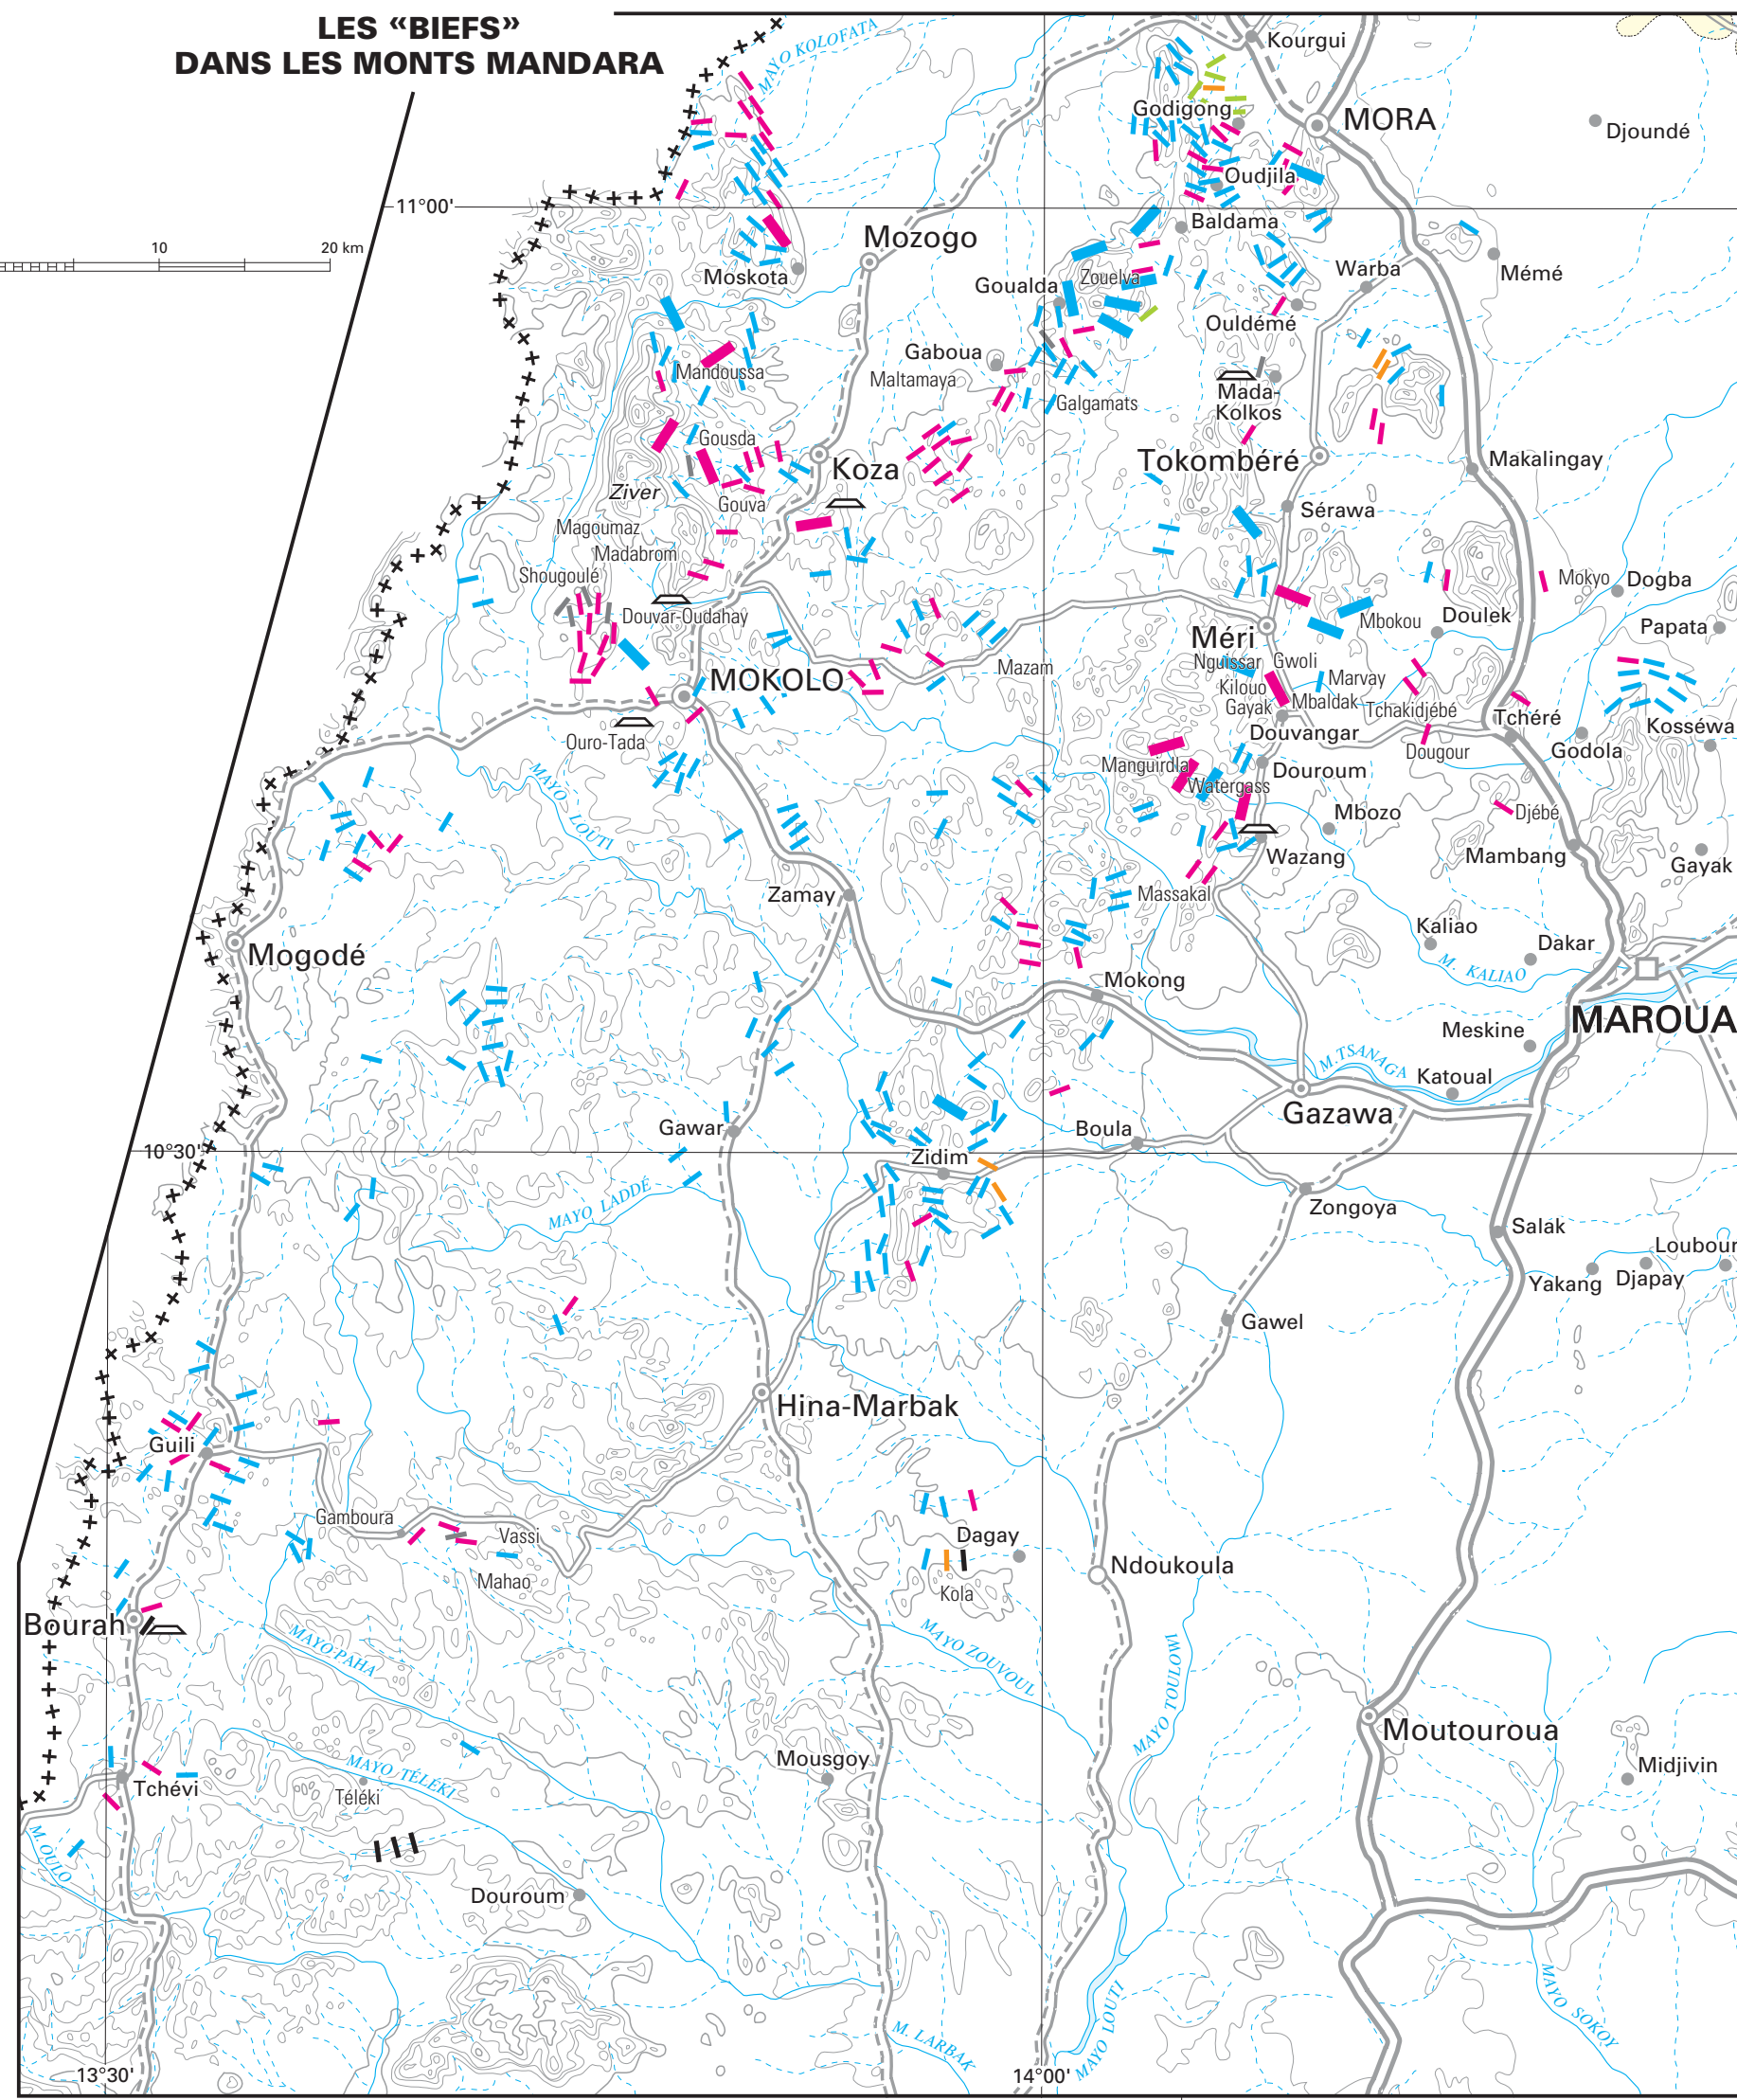 LES «BIEFS»
DANS LES MONTS MANDARA
MAYO KOLOFATA
Kourgui
Godigong
MORA
Djoundé
Oudjila
11°00'
Baldama
10
20 km
Mozogo
Moskota
Zouelva
Warba
Mémé
Goualda
Ouldémé
Gaboua
Mandoussa
Maltamaya
Galgamats
Mada-
Kolkos
Gousda
Koza
Tokombéré
Makalingay
Ziver
Gouva
Sérawa
Magoumaz
Madabrom
Shougoulé
Mokyo
Dogba
Douvar-Oudahay
Mbokou
Doulek
Papata
Méri
Mazam
Nguissar
Gwoli
MOKOLO
Kilouo
Marvay
Gayak
Mbaldak
Tchakidjébé
Tchéré
Kosséwa
Ouro-Tada
Douvangar
Dougour
Godola
Manguirdla
Douroum
MAYO LOUTI
Watergass
Mbozo
Djébé
Wazang
Mambang
Gayak
Zamay
Massakal
Kaliao
Dakar
Mogodé
M. KALIAO
Mokong
MAROUA
Meskine
M. TSANAGA
Katoual
Gazawa
Gawar
Boula
10°30'
Zidim
MAYO LADDÉ
Zongoya
Salak
Loubour
Yakang
Djapay
Gawel
Hina-Marbak
Guili
Gamboura
Vassi
Dagay
Mahao
Ndoukoula
Kola
Bourah
MAYO PAHA
MAYO ZOUVOUL
MAYO TOULOUMI
Moutouroua
Mousgoy
Midjivin
MAYO TÉLÉKI
Tchévi
Téléki
M. OULO
Douroum
MAYO LOUTI
MAYO SOKOY
M. LARBAK
13°30'
14°00'